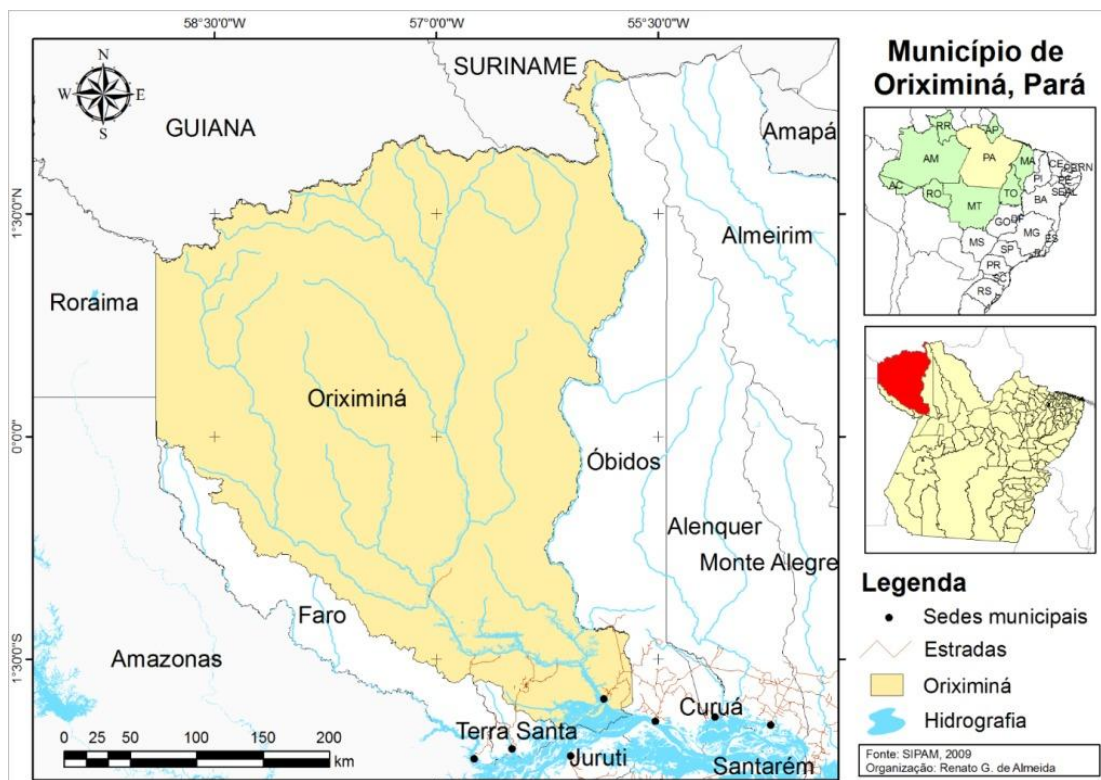 58°30'0"W
57°0'0"W
55°30'0"W
N
W
E
S
SURINAME
GUIANA
Amapá
1°30'0"N
Almeirim
Roraima
Oriximiná
0°0'0"
Óbidos
Alenquer
Monte Alegre
Faro
Amazonas
1°30'0"S
Curuá
Terra Santa
Juruti
Santarém
0 25 50 100 150 200
km
Município de
Oriximiná, Pará
RR
AP
AM
PA
MA
CE
RN
PI
AC
RO
TO
MT
BA
GO
DF
MG
ES
MS
SP
PR
SC
RS
Legenda
Sedes municipais
Estradas
Oriximiná
Hidrografia
Fonte: SIPAM, 2009
Organização: Renato G. de Almeida